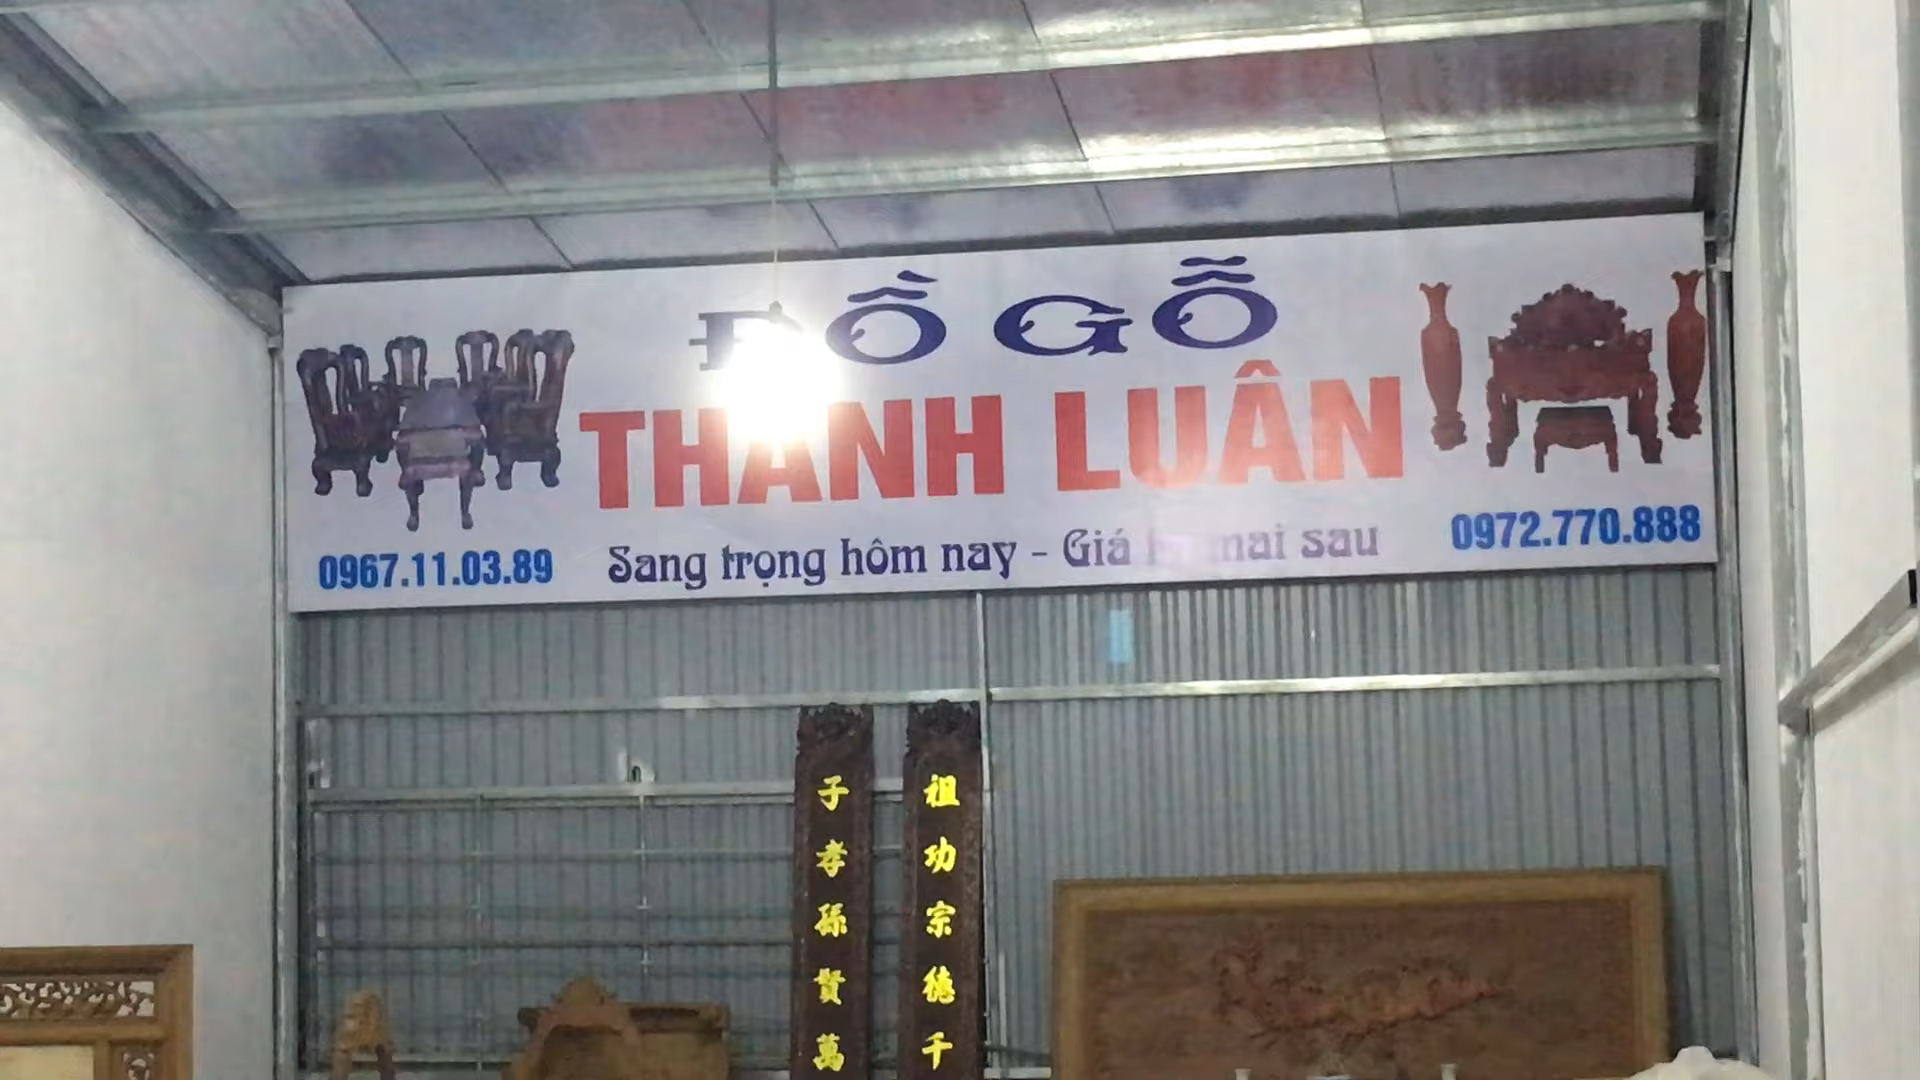 ĐỒ GỖ
THANH LUÂN
0967.11.03.89
Sang trọng hôm nay - Giá mai sau
0972.770.888
祖功宗德千
子孝孫賢萬